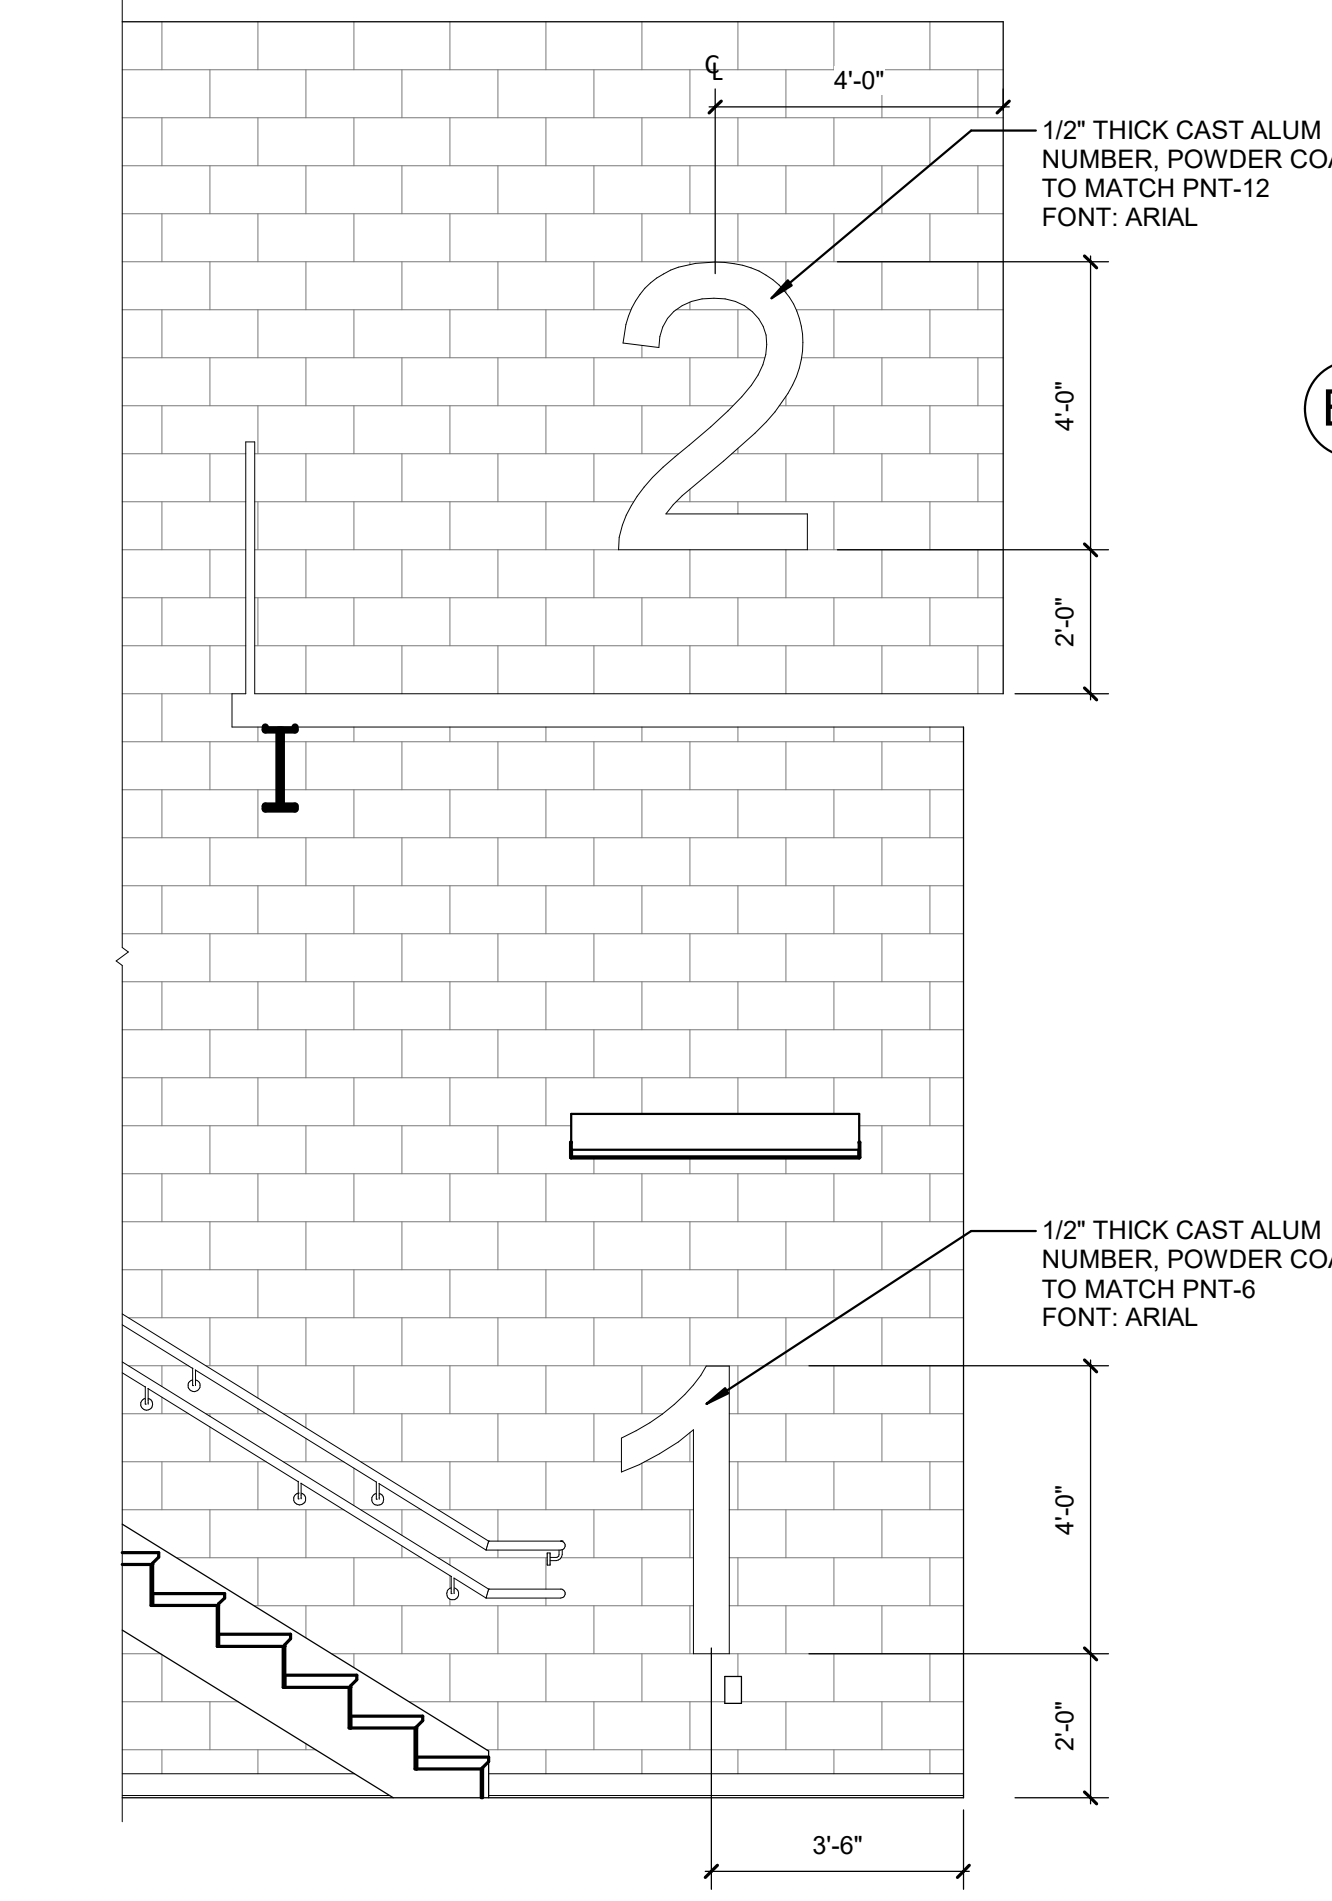 ℄
4'-0"
1/2" THICK CAST ALUM
NUMBER, POWDER
TO MATCH PNT-12
FONT: ARIAL
2
4'-0"
2'-0"
1/2" THICK CAST ALUM
NUMBER, POWDER
TO MATCH PNT-6
FONT: ARIAL
1
4'-0"
2'-0"
3'-6"